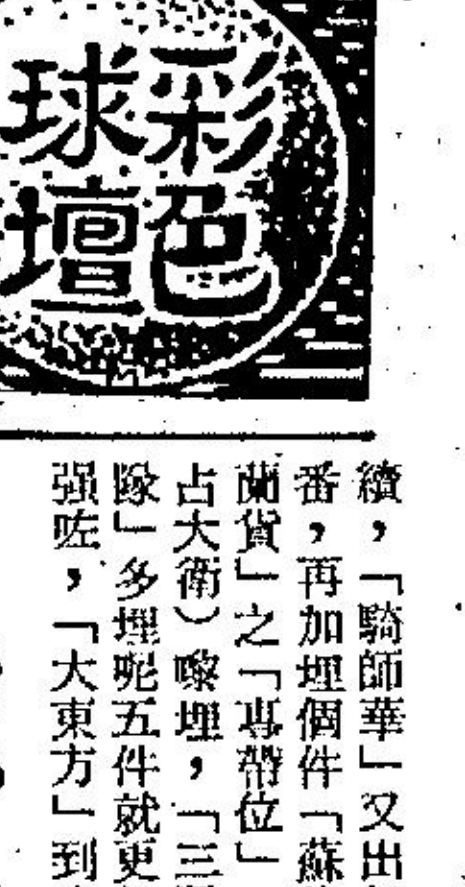 彩色
球壇
續，「騎師華」又出
番，再加埋個件「蘇
蘭貨」之「專帶位」
占大衛）嚟埋，「三
隊」多埋呢五件就更
强咗，「大東方」到